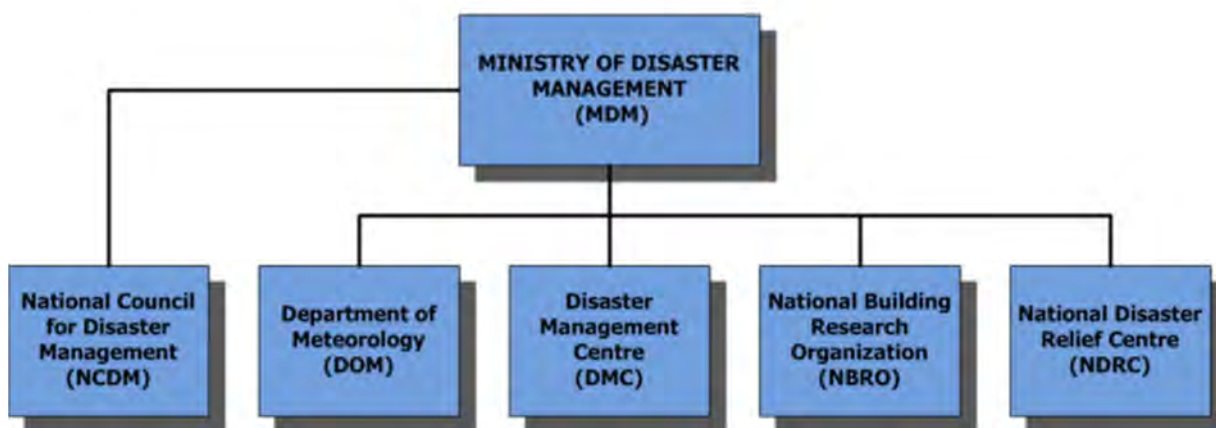 MINISTRY OF DISASTER
MANAGEMENT
(MDM)
National Council
for Disaster
Management
(NCDM)
Department of
Meteorology
(DOM)
Disaster
Management
Centre
(DMC)
National Building
Research
Organization
(NBRO)
National Disaster
Relief Centre
(NDRC)